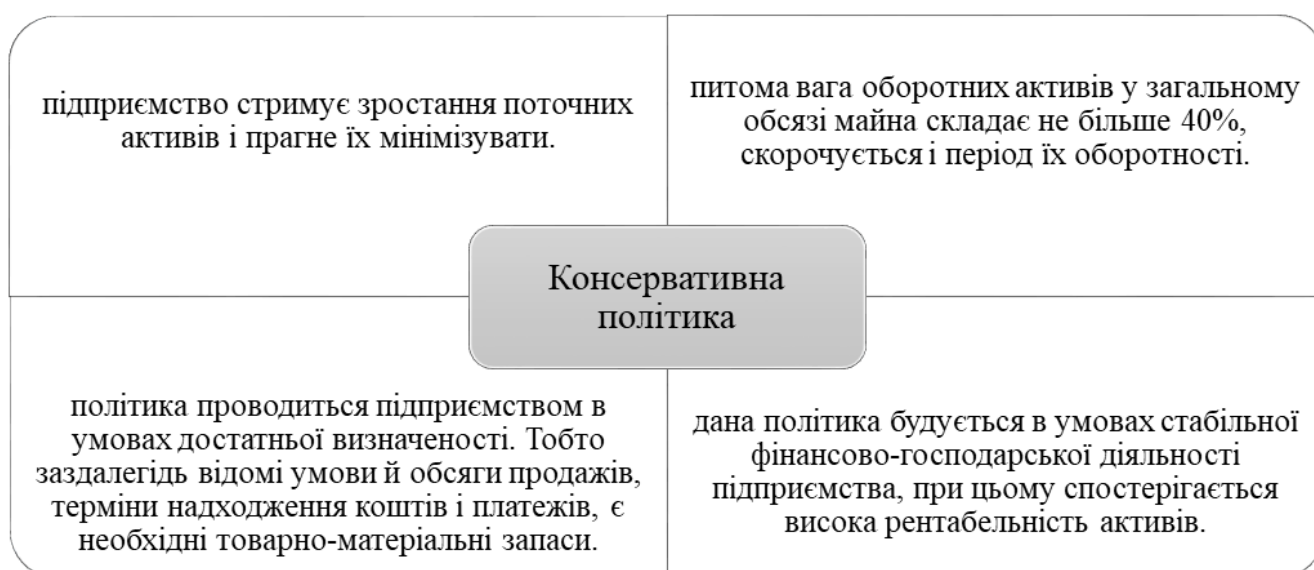 підприємство стримує зростання поточних
активів і прагне їх мінімізувати.
питома вага оборотних активів у загальному
обсязі майна складає не більше 40%,
скорочується і період їх оборотності.
Консервативна
політика
політика проводиться підприємством в
умовах достатньої визначеності. Тобто
заздалегідь відомі умови й обсяги продажів,
терміни надходження коштів і платежів, є
необхідні товарно-матеріальні запаси.
дана політика будується в умовах стабільної
фінансово-господарської діяльності
підприємства, при цьому спостерігається
висока рентабельність активів.